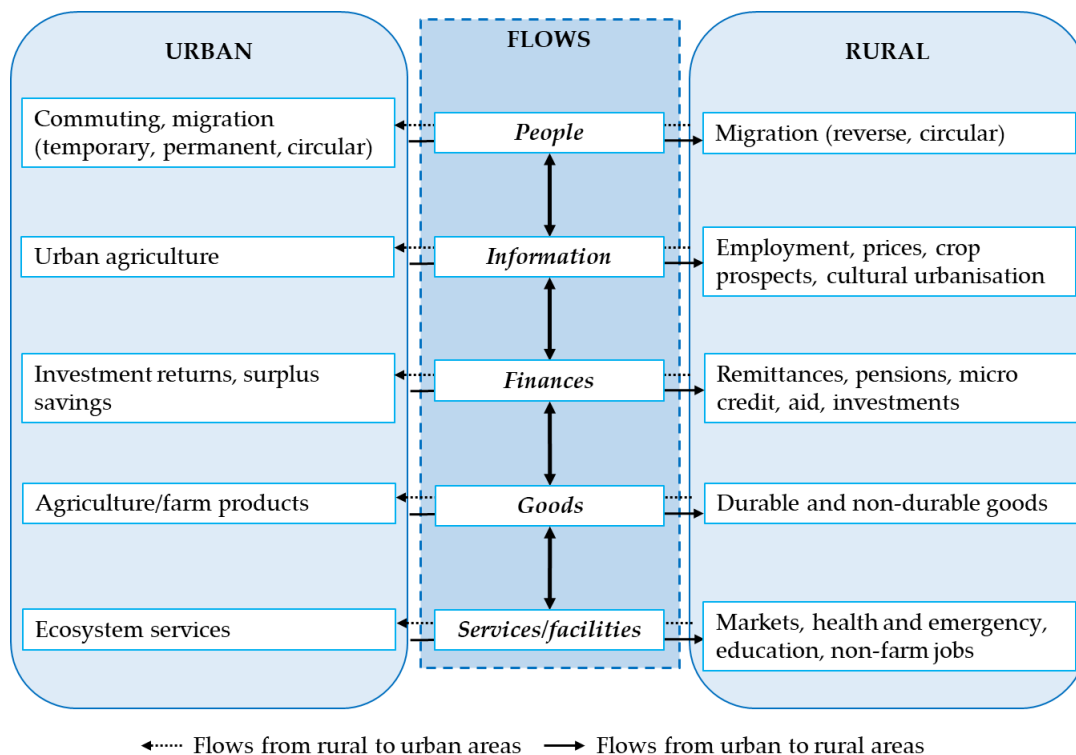 URBAN
FLOWS
RURAL
Commuting, migration
(temporary, permanent, circular)
People
Migration (reverse, circular)
Urban agriculture
Information
Employment, prices, crop
prospects, cultural urbanisation
Investment returns, surplus
savings
Finances
Remittances, pensions, micro
credit, aid, investments
Agriculture/farm products
Goods
Durable and non-durable goods
Ecosystem services
Services/facilities
Markets, health and emergency,
education, non-farm jobs
Flows from rural to urban areas
Flows from urban to rural areas